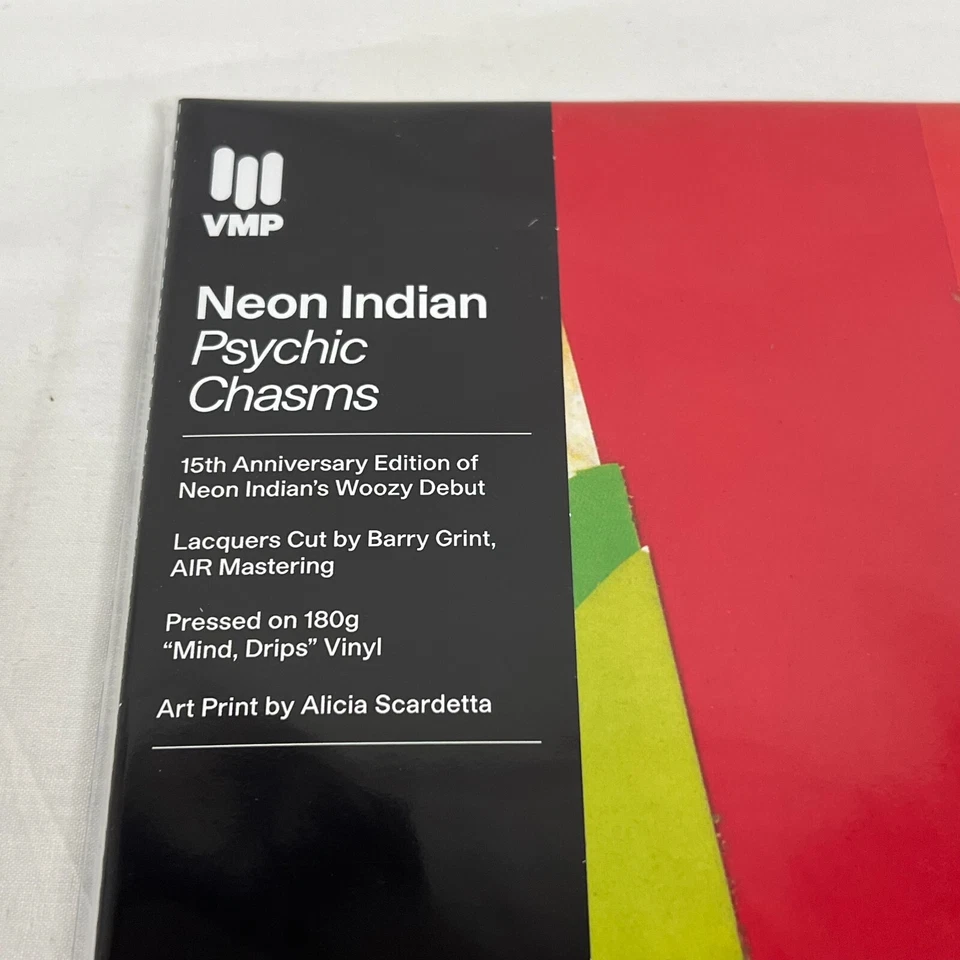 VMP
Neon Indian
Psychic
Chasms
15th Anniversary Edition of
Neon Indian's Woozy Debut
Lacquers Cut by Barry Grint,
AIR Mastering
Pressed on 180g
“Mind, Drips” Vinyl
Art Print by Alicia Scardetta